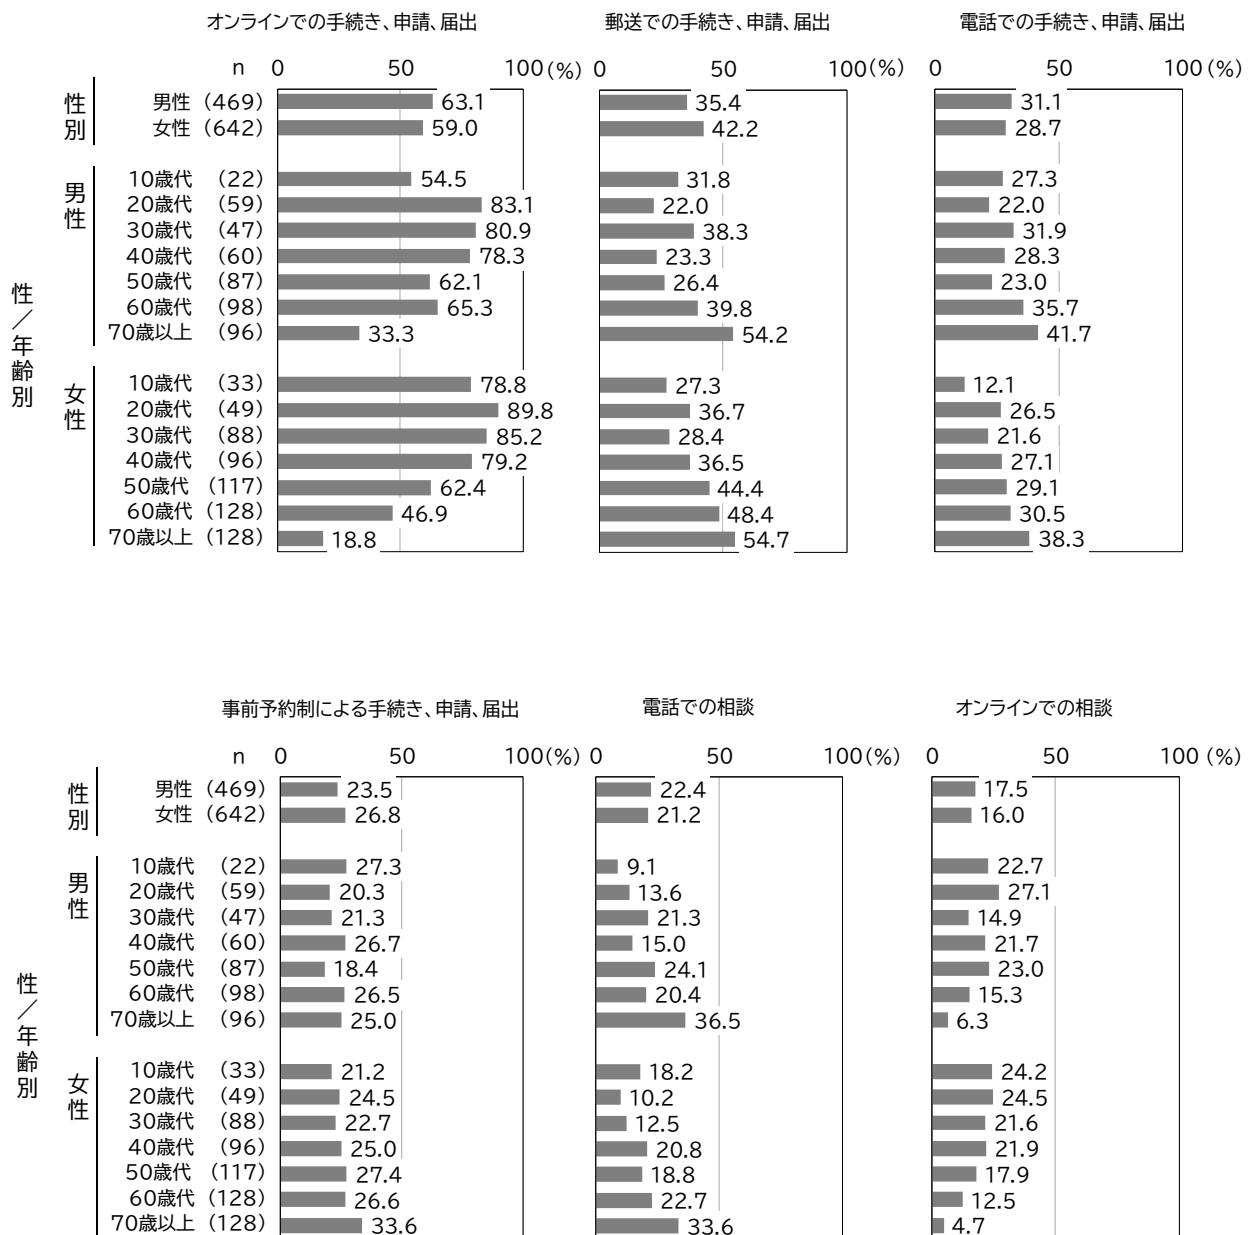 オンラインでの手続き、申請、届出 郵送での手続き、申請、届出 電話での手続き、申請、届出
n 0 50 100(%) 0 50 100(%) 0 50 100(%)
性別
男性 (469) 63.1 35.4 31.1
女性 (642) 59.0 42.2 28.7
性／年齢別
男性
10歳代 (22) 54.5 31.8 27.3
20歳代 (59) 83.1 22.0 22.0
30歳代 (47) 80.9 38.3 31.9
40歳代 (60) 78.3 23.3 28.3
50歳代 (87) 62.1 26.4 23.0
60歳代 (98) 65.3 39.8 35.7
70歳以上 (96) 33.3 54.2 41.7
女性
10歳代 (33) 78.8 27.3 12.1
20歳代 (49) 89.8 36.7 26.5
30歳代 (88) 85.2 28.4 21.6
40歳代 (96) 79.2 36.5 27.1
50歳代 (117) 62.4 44.4 29.1
60歳代 (128) 46.9 48.4 30.5
70歳以上 (128) 18.8 54.7 38.3
事前予約制による手続き、申請、届出 電話での相談 オンラインでの相談
n 0 50 100(%) 0 50 100(%) 0 50 100(%)
性別
男性 (469) 23.5 22.4 17.5
女性 (642) 26.8 21.2 16.0
性／年齢別
男性
10歳代 (22) 27.3 9.1 22.7
20歳代 (59) 20.3 13.6 27.1
30歳代 (47) 21.3 21.3 14.9
40歳代 (60) 26.7 15.0 21.7
50歳代 (87) 18.4 24.1 23.0
60歳代 (98) 26.5 20.4 15.3
70歳以上 (96) 25.0 36.5 6.3
女性
10歳代 (33) 21.2 18.2 24.2
20歳代 (49) 24.5 10.2 24.5
30歳代 (88) 22.7 12.5 21.6
40歳代 (96) 25.0 20.8 21.9
50歳代 (117) 27.4 18.8 17.9
60歳代 (128) 26.6 22.7 12.5
70歳以上 (128) 33.6 33.6 4.7